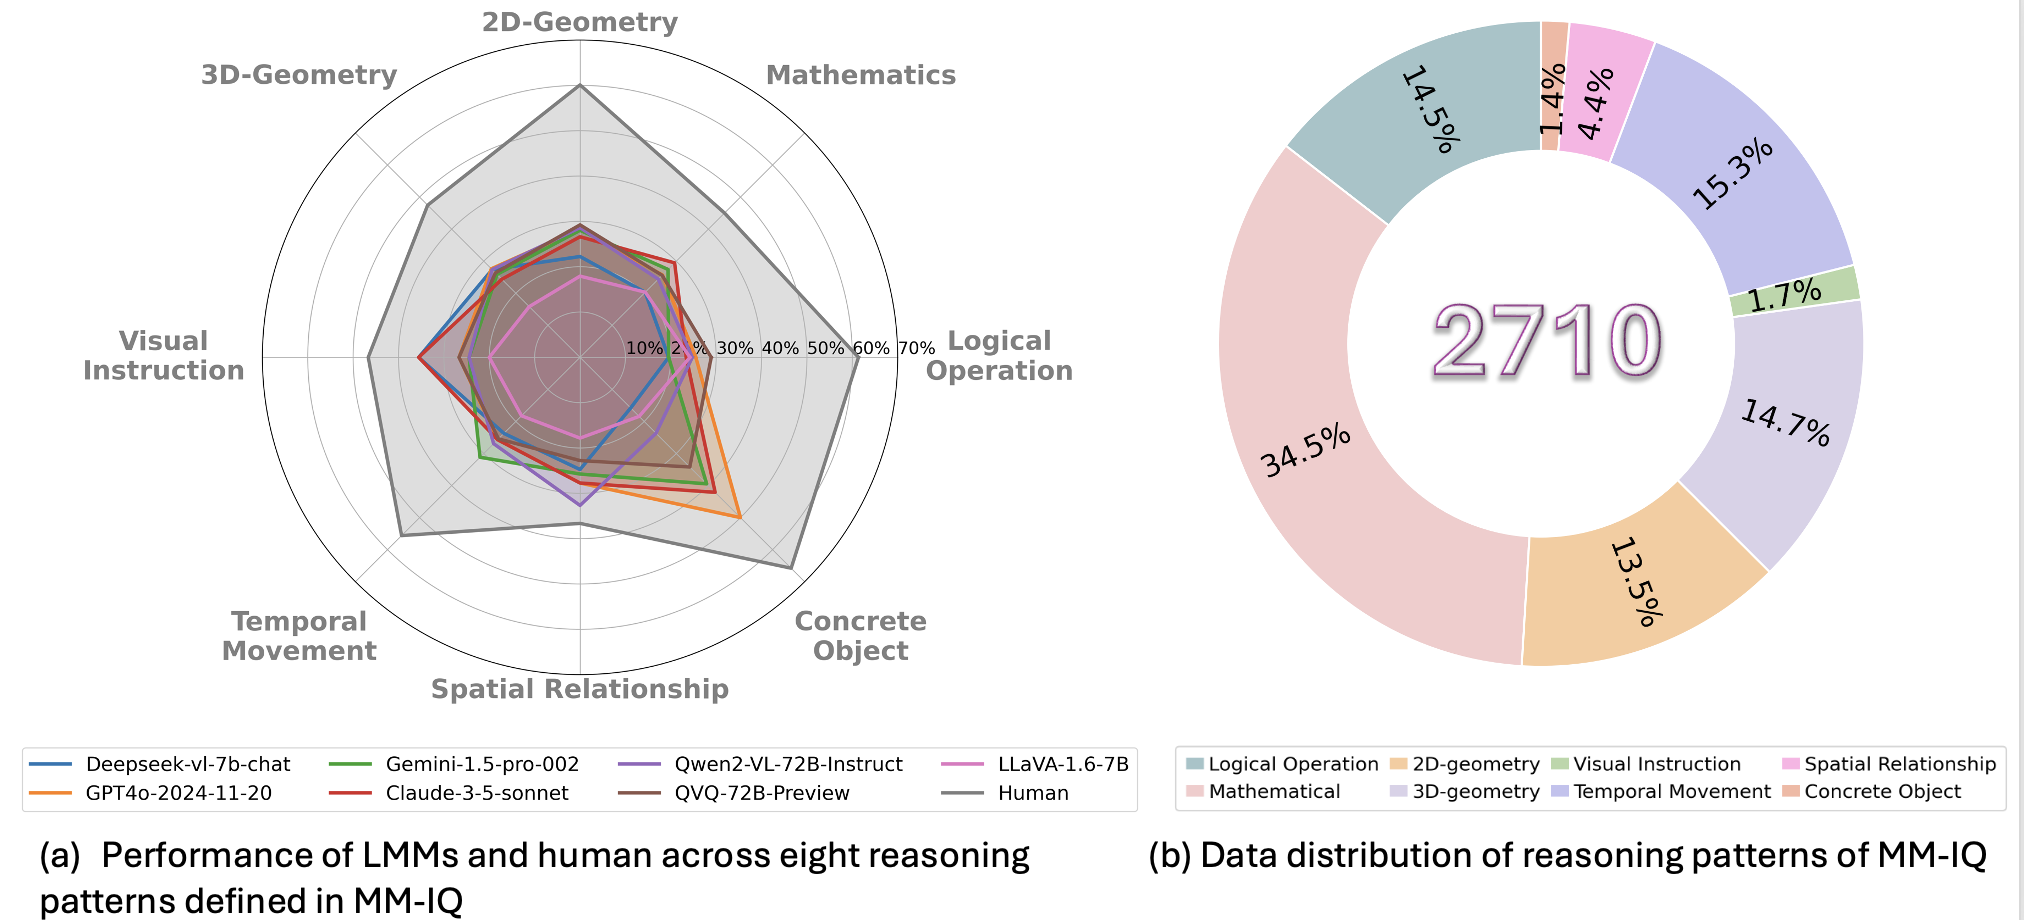 2D-Geometry
3D-Geometry
Mathematics
Visual
Instruction
10% 20% 30% 40% 50% 60% 70%
Logical
Operation
Temporal
Movement
Concrete
Object
Spatial Relationship
Deepseek-vl-7b-chat
GPT4o-2024-11-20
Gemini-1.5-pro-002
Claude-3-5-sonnet
Qwen2-VL-72B-Instruct
QVQ-72B-Preview
LLaVA-1.6-7B
Human
(a) Performance of LMMs and human across eight reasoning
patterns defined in MM-IQ
14.5%
1.4%
4.4%
15.3%
1.7%
2710
14.7%
34.5%
13.5%
Logical Operation
Mathematical
2D-geometry
3D-geometry
Visual Instruction
Temporal Movement
Spatial Relationship
Concrete Object
(b) Data distribution of reasoning patterns of MM-IQ